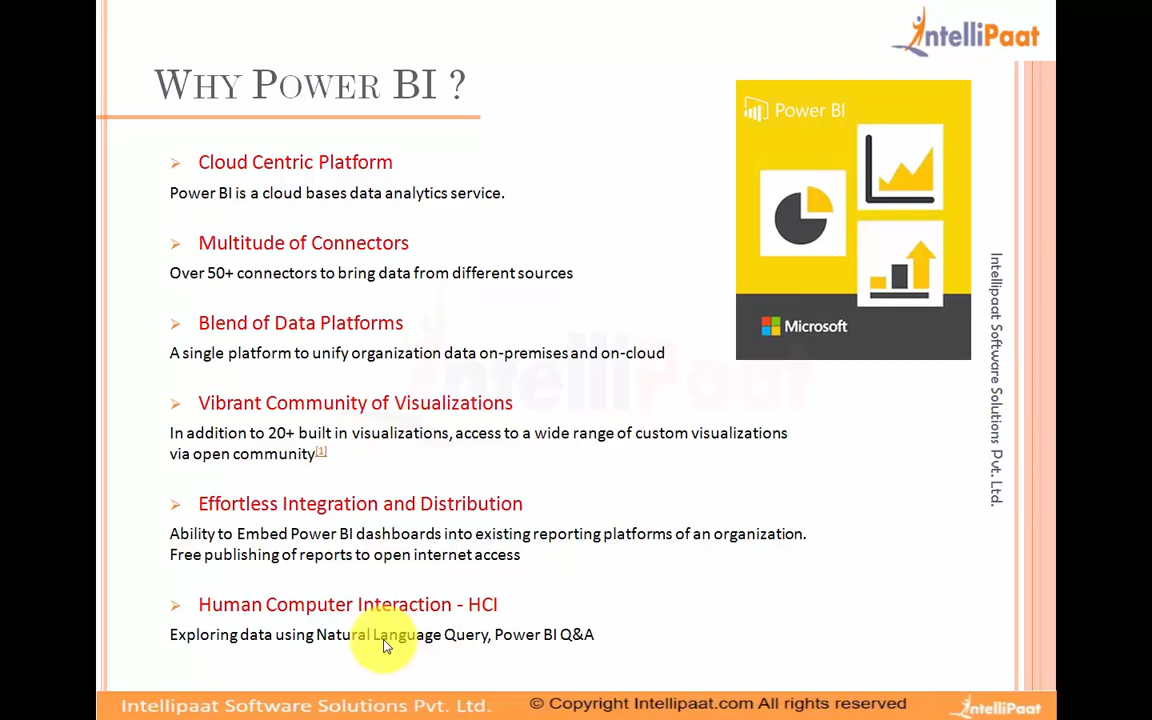 IntelliPaat
WHY POWER BI ?
Power BI
Cloud Centric Platform
Power BI is a cloud bases data analytics service.
Multitude of Connectors
Over 50+ connectors to bring data from different sources
Blend of Data Platforms
A single platform to unify organization data on-premises and on-cloud
Microsoft
Intellipaat Software Solutions Pvt. Ltd.
IntelliPaat
Vibrant Community of Visualizations
In addition to 20+ built in visualizations, access to a wide range of custom visualizations
via open community[1]
Effortless Integration and Distribution
Ability to Embed Power BI dashboards into existing reporting platforms of an organization.
Free publishing of reports to open internet access
Human Computer Interaction - HCI
Exploring data using Natural Language Query, Power BI Q&A
Intellipaat Software Solutions Pvt. Ltd.
© Copyright Intellipaat.com All rights reserved
IntelliPaat